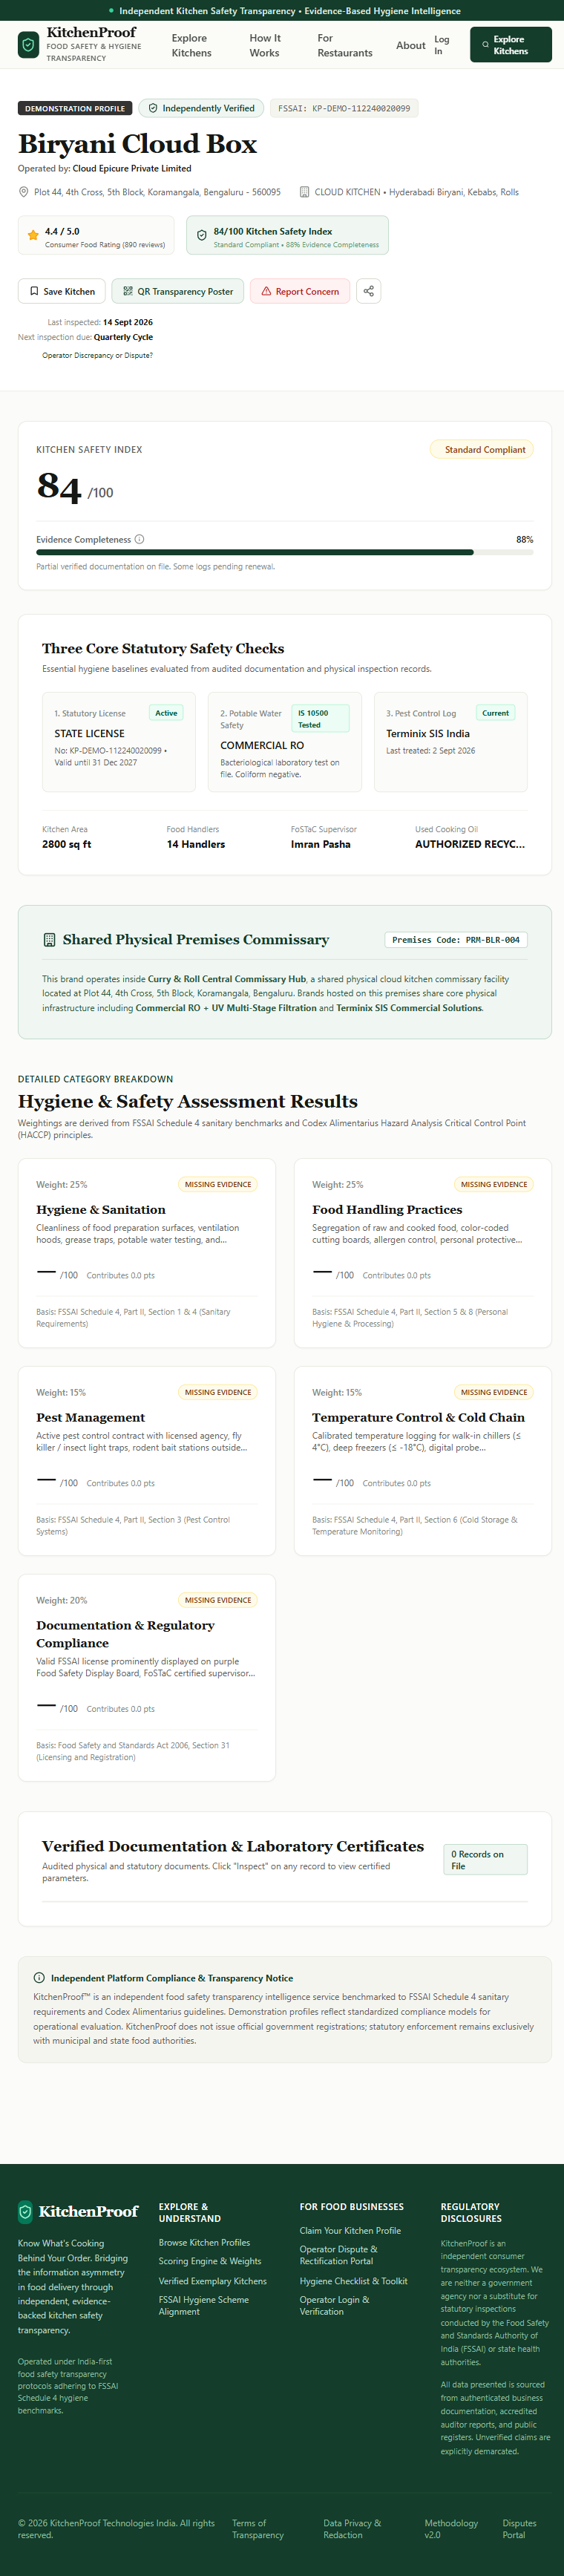 Independent Kitchen Safety Transparency • Evidence-Based Hygiene Intelligence
KitchenProof
FOOD SAFETY & HYGIENE
TRANSPARENCY
Explore
Kitchens
How It
Works
For
Restaurants
About
Log
In
Explore
Kitchens
DEMONSTRATION PROFILE
Independently Verified
FSSAI: KP-DEMO-112240020099
Biryani Cloud Box
Operated by: Cloud Epicure Private Limited
Plot 44, 4th Cross, 5th Block, Koramangala, Bengaluru - 560095
CLOUD KITCHEN • Hyderabadi Biryani, Kebabs, Rolls
4.4 / 5.0
Consumer Food Rating (890 reviews)
84/100 Kitchen Safety Index
Standard Compliant • 88% Evidence Completeness
Save Kitchen
QR Transparency Poster
Report Concern
Last inspected: 14 Sept 2026
Next inspection due: Quarterly Cycle
Operator Discrepancy or Dispute?
KITCHEN SAFETY INDEX
Standard Compliant
84 /100
Evidence Completeness
88%
Partial verified documentation on file. Some logs pending renewal.
Three Core Statutory Safety Checks
Essential hygiene baselines evaluated from audited documentation and physical inspection records.
1. Statutory License
Active
STATE LICENSE
No: KP-DEMO-112240020099 •
Valid until 31 Dec 2027
2. Potable Water
Safety
IS 10500
Tested
COMMERCIAL RO
Bacteriological laboratory test on
file. Coliform negative.
3. Pest Control Log
Current
Terminix SIS India
Last treated: 2 Sept 2026
Kitchen Area
2800 sq ft
Food Handlers
14 Handlers
FoSTaC Supervisor
Imran Pasha
Used Cooking Oil
AUTHORIZED RECYC...
Shared Physical Premises Commissary
Premises Code: PRM-BLR-004
This brand operates inside Curry & Roll Central Commissary Hub, a shared physical cloud kitchen commissary facility
located at Plot 44, 4th Cross, 5th Block, Koramangala, Bengaluru. Brands hosted on this premises share core physical
infrastructure including Commercial RO + UV Multi-Stage Filtration and Terminix SIS Commercial Solutions.
DETAILED CATEGORY BREAKDOWN
Hygiene & Safety Assessment Results
Weightings are derived from FSSAI Schedule 4 sanitary benchmarks and Codex Alimentarius Hazard Analysis Critical Control Point
(HACCP) principles.
Weight: 25%
MISSING EVIDENCE
Hygiene & Sanitation
Cleanliness of food preparation surfaces, ventilation
hoods, grease traps, potable water testing, and...
— /100 Contributes 0.0 pts
Basis: FSSAI Schedule 4, Part II, Section 1 & 4 (Sanitary
Requirements)
Weight: 25%
MISSING EVIDENCE
Food Handling Practices
Segregation of raw and cooked food, color-coded
cutting boards, allergen control, personal protective...
— /100 Contributes 0.0 pts
Basis: FSSAI Schedule 4, Part II, Section 5 & 8 (Personal
Hygiene & Processing)
Weight: 15%
MISSING EVIDENCE
Pest Management
Active pest control contract with licensed agency, fly
killer / insect light traps, rodent bait stations outside...
— /100 Contributes 0.0 pts
Basis: FSSAI Schedule 4, Part II, Section 3 (Pest Control
Systems)
Weight: 15%
MISSING EVIDENCE
Temperature Control & Cold Chain
Calibrated temperature logging for walk-in chillers (≤
4°C), deep freezers (≤ -18°C), digital probe...
— /100 Contributes 0.0 pts
Basis: FSSAI Schedule 4, Part II, Section 6 (Cold Storage &
Temperature Monitoring)
Weight: 20%
MISSING EVIDENCE
Documentation & Regulatory
Compliance
Valid FSSAI license prominently displayed on purple
Food Safety Display Board, FoSTaC certified supervisor...
— /100 Contributes 0.0 pts
Basis: Food Safety and Standards Act 2006, Section 31
(Licensing and Registration)
Verified Documentation & Laboratory Certificates
Audited physical and statutory documents. Click "Inspect" on any record to view certified
parameters.
0 Records on
File
Independent Platform Compliance & Transparency Notice
KitchenProof™ is an independent food safety transparency intelligence service benchmarked to FSSAI Schedule 4 sanitary
requirements and Codex Alimentarius guidelines. Demonstration profiles reflect standardized compliance models for
operational evaluation. KitchenProof does not issue official government registrations; statutory enforcement remains exclusively
with municipal and state food authorities.
KitchenProof
Know What's Cooking
Behind Your Order. Bridging
the information asymmetry
in food delivery through
independent, evidence-
backed kitchen safety
transparency.
Operated under India-first
food safety transparency
protocols adhering to FSSAI
Schedule 4 hygiene
benchmarks.
EXPLORE &
UNDERSTAND
Browse Kitchen Profiles
Scoring Engine & Weights
Verified Exemplary Kitchens
FSSAI Hygiene Scheme
Alignment
FOR FOOD BUSINESSES
Claim Your Kitchen Profile
Operator Dispute &
Rectification Portal
Hygiene Checklist & Toolkit
Operator Login &
Verification
REGULATORY
DISCLOSURES
KitchenProof is an
independent consumer
transparency ecosystem. We
are neither a government
agency nor a substitute for
statutory inspections
conducted by the Food Safety
and Standards Authority of
India (FSSAI) or state health
authorities.
All data presented is sourced
from authenticated business
documentation, accredited
auditor reports, and public
registers. Unverified claims are
explicitly demarcated.
© 2026 KitchenProof Technologies India. All rights
reserved.
Terms of
Transparency
Data Privacy &
Redaction
Methodology
v2.0
Disputes
Portal